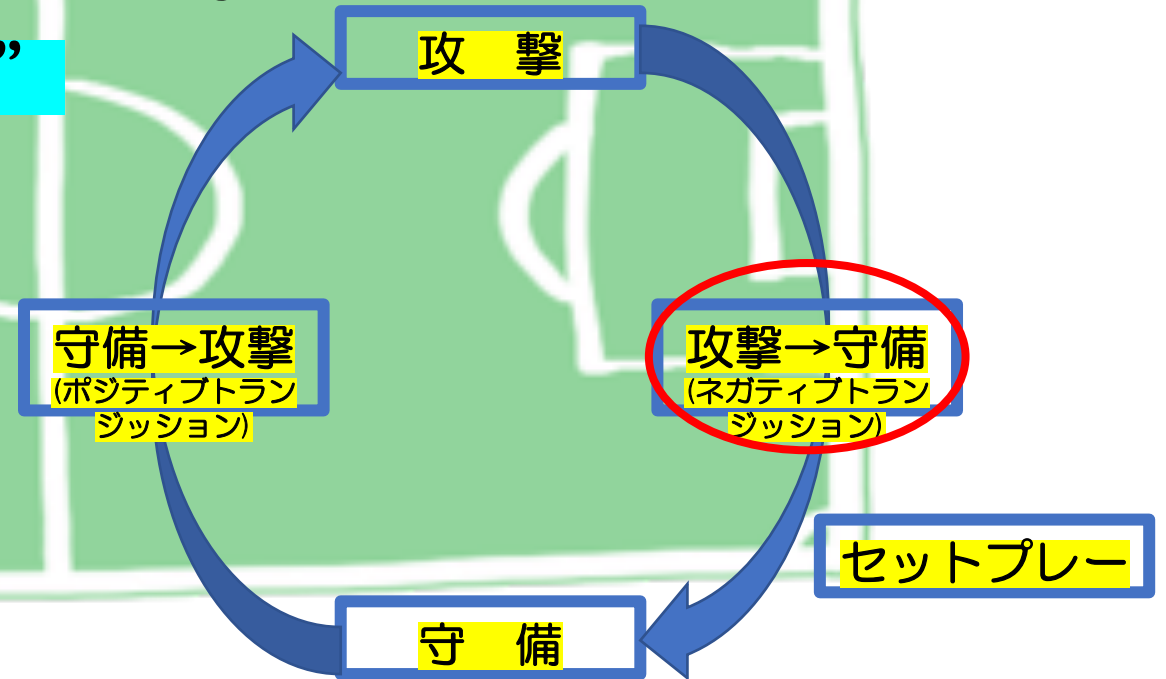 ”
攻　撃
守備→攻撃
(ポジティブトラン
ジッション)
攻撃→守備
(ネガティブトラン
ジッション)
セットプレー
守　備